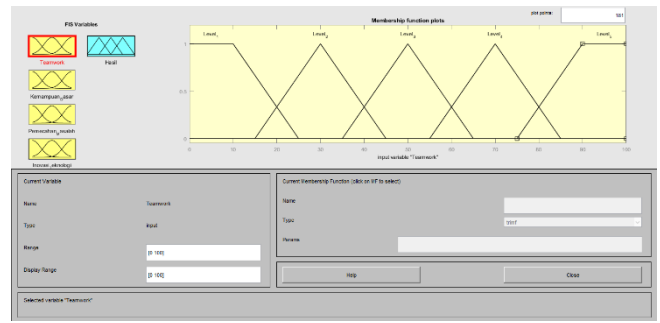 FIS Variables
Membership function plots
plot points:
181
Teamwork
Hasil
Kemampuan_Dasar
Pemecahan_Masalah
Inovasi_teknologi
Level_1
Level_2
Level_3
Level_4
Level_5
1
0.5
0
0 10 20 30 40 50 60 70 80 90 100
input variable "Teamwork"
Current Variable
Name
Teamwork
Type
input
Range
[0 100]
Display Range
[0 100]
Current Membership Function (click on MF to select)
Name
Type
trimf
Params
Help
Close
Selected variable "Teamwork"